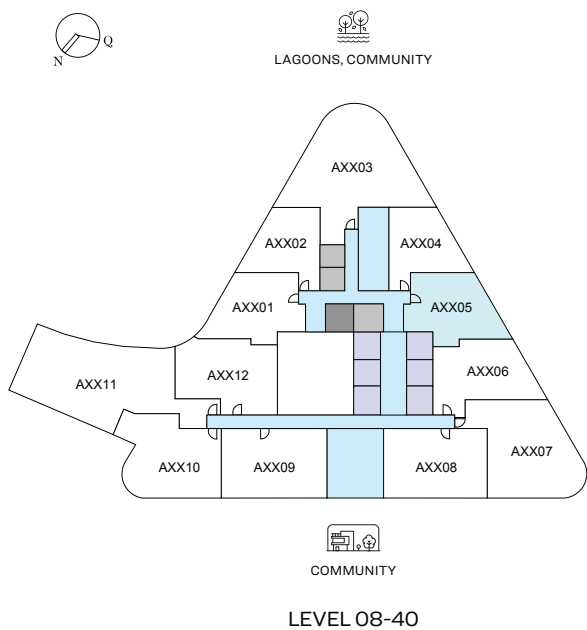 N
Q
LAGOONS, COMMUNITY
AXX03
AXX02
AXX04
AXX01
AXX05
AXX11
AXX12
AXX06
AXX10
AXX09
AXX08
AXX07
COMMUNITY
LEVEL 08-40